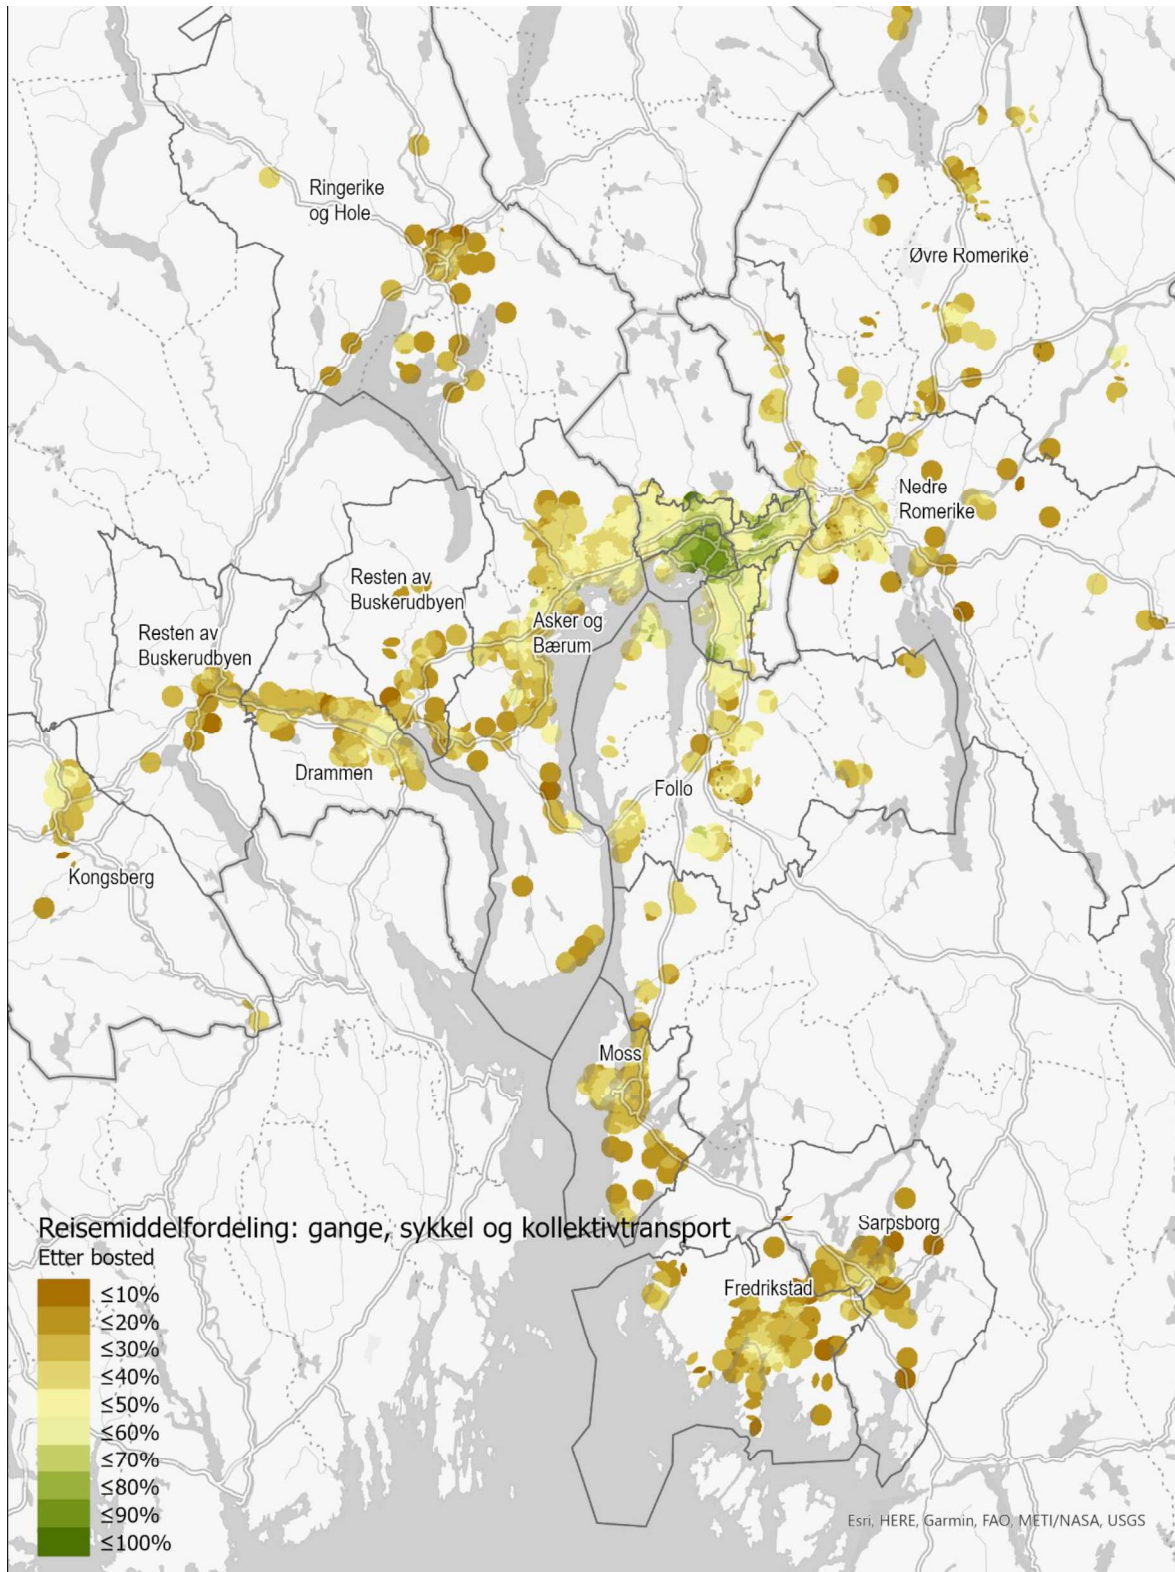 Ringerike
og Hole
Øvre Romerike
Nedre
Romerike
Resten av
Buskerudbyen
Resten av
Buskerudbyen
Asker og
Bærum
Drammen
Follo
Kongsberg
Moss
Sarpsborg
Fredrikstad
Reisemiddelfordeling: gange, sykkel og kollektivtransport
Etter bosted
≤10%
≤20%
≤30%
≤40%
≤50%
≤60%
≤70%
≤80%
≤90%
≤100%
Esri, HERE, Garmin, FAO, METI/NASA, USGS